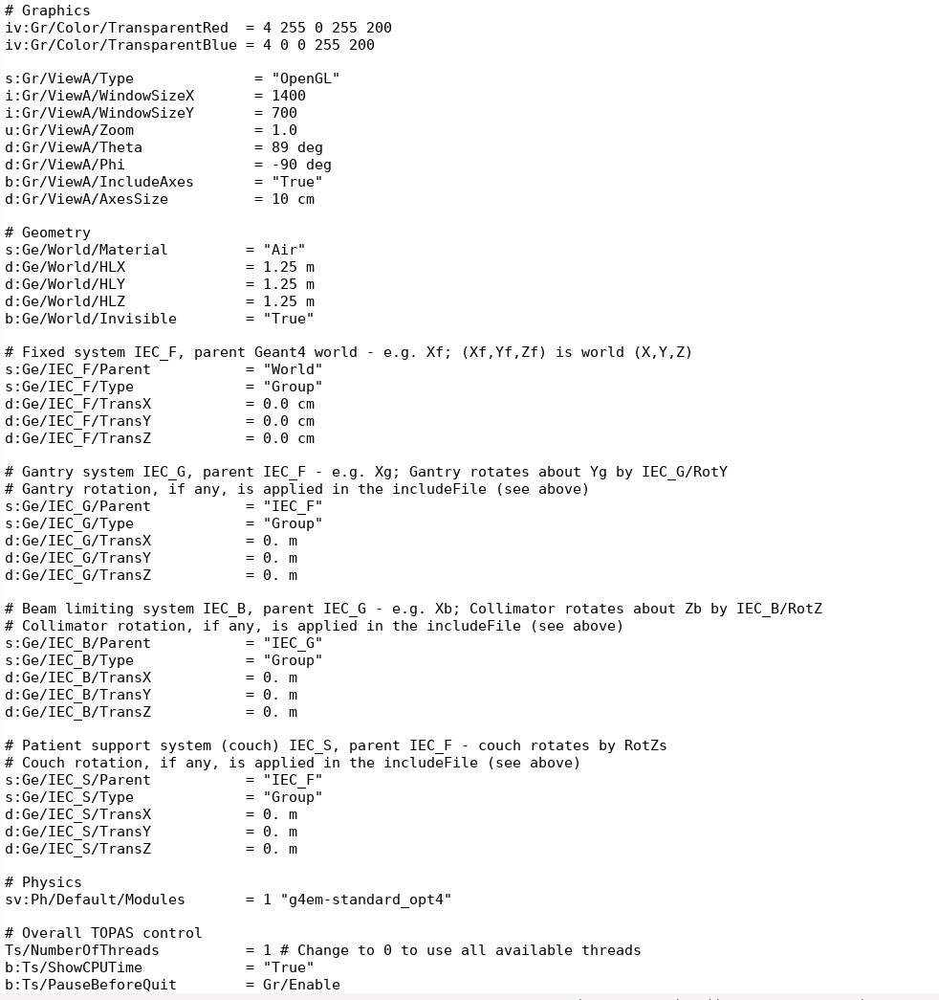 # Graphics
iv:Gr/Color/TransparentRed  = 4 255 0 255 200
iv:Gr/Color/TransparentBlue = 4 0 0 255 200

s:Gr/ViewA/Type              = "OpenGL"
i:Gr/ViewA/WindowSizeX       = 1400
i:Gr/ViewA/WindowSizeY       = 700
u:Gr/ViewA/Zoom              = 1.0
d:Gr/ViewA/Theta             = 89 deg
d:Gr/ViewA/Phi               = -90 deg
b:Gr/ViewA/IncludeAxes       = "True"
d:Gr/ViewA/AxesSize          = 10 cm

# Geometry
s:Ge/World/Material         = "Air"
d:Ge/World/HLX              = 1.25 m
d:Ge/World/HLY              = 1.25 m
d:Ge/World/HLZ              = 1.25 m
b:Ge/World/Invisible        = "True"

# Fixed system IEC_F, parent Geant4 world - e.g. Xf; (Xf,Yf,Zf) is world (X,Y,Z)
s:Ge/IEC_F/Parent           = "World"
s:Ge/IEC_F/Type             = "Group"
d:Ge/IEC_F/TransX           = 0.0 cm
d:Ge/IEC_F/TransY           = 0.0 cm
d:Ge/IEC_F/TransZ           = 0.0 cm

# Gantry system IEC_G, parent IEC_F - e.g. Xg; Gantry rotates about Yg by IEC_G/RotY
# Gantry rotation, if any, is applied in the includeFile (see above)
s:Ge/IEC_G/Parent           = "IEC_F"
s:Ge/IEC_G/Type             = "Group"
d:Ge/IEC_G/TransX           = 0. m
d:Ge/IEC_G/TransY           = 0. m
d:Ge/IEC_G/TransZ           = 0. m

# Beam limiting system IEC_B, parent IEC_G - e.g. Xb; Collimator rotates about Zb by IEC_B/RotZ
# Collimator rotation, if any, is applied in the includeFile (see above)
s:Ge/IEC_B/Parent           = "IEC_G"
s:Ge/IEC_B/Type             = "Group"
d:Ge/IEC_B/TransX           = 0. m
d:Ge/IEC_B/TransY           = 0. m
d:Ge/IEC_B/TransZ           = 0. m

# Patient support system (couch) IEC_S, parent IEC_F - couch rotates by RotZs
# Couch rotation, if any, is applied in the includeFile (see above)
s:Ge/IEC_S/Parent           = "IEC_F"
s:Ge/IEC_S/Type             = "Group"
d:Ge/IEC_S/TransX           = 0. m
d:Ge/IEC_S/TransY           = 0. m
d:Ge/IEC_S/TransZ           = 0. m

# Physics
sv:Ph/Default/Modules       = 1 "g4em-standard_opt4"

# Overall TOPAS control
Ts/NumberOfThreads          = 1 # Change to 0 to use all available threads
b:Ts/ShowCPUTime            = "True"
b:Ts/PauseBeforeQuit        = Gr/Enable